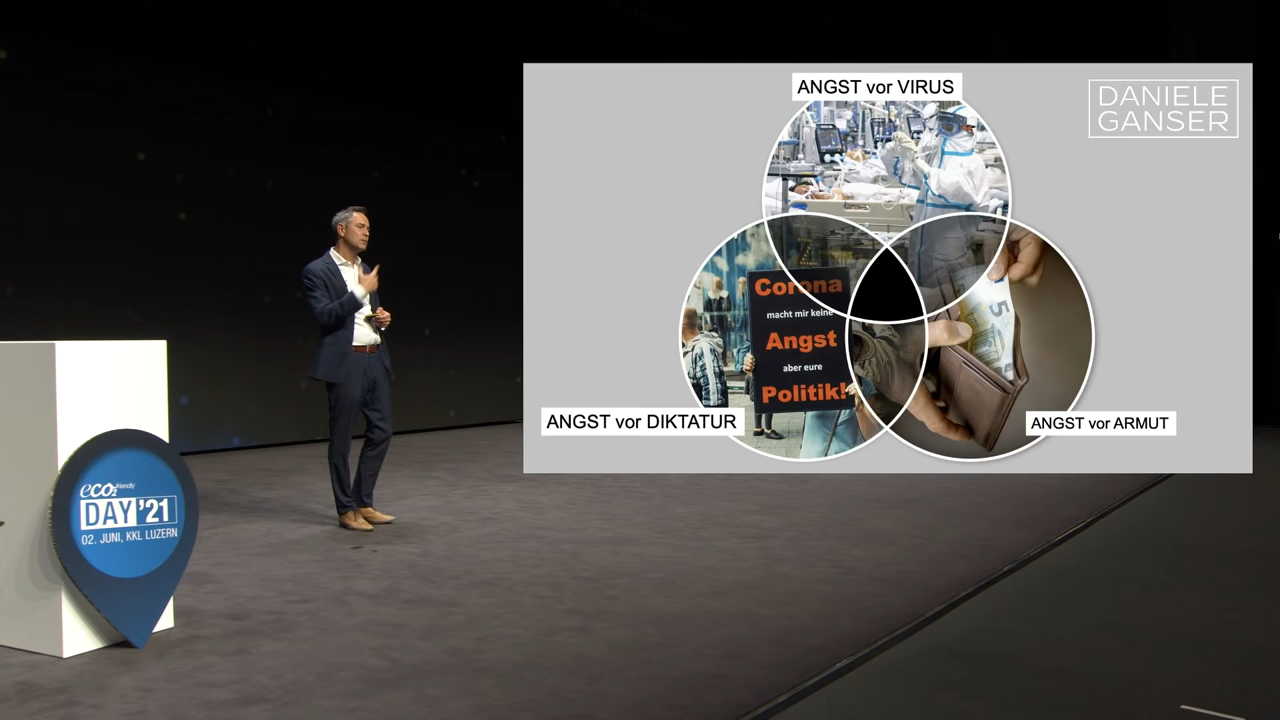 ANGST vor VIRUS
DANIELE
GANSER
Corona
macht mir keine
Angst
aber eure
Politik!
5
ANGST vor DIKTATUR
ANGST vor ARMUT
eco2friendly
DAY '21
02. JUNI, KKL LUZERN